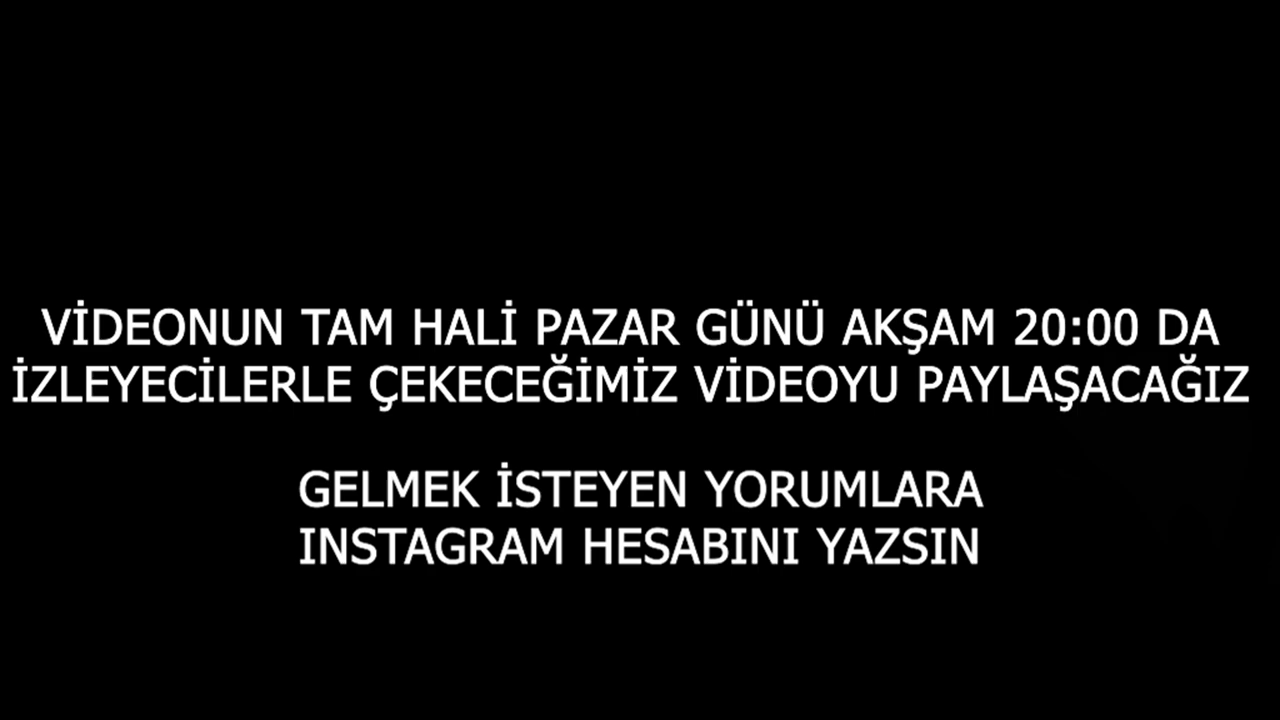 VİDEONUN TAM HALİ PAZAR GÜNÜ AKŞAM 20:00 DA
İZLEYECİLERLE ÇEKECEĞİMİZ VİDEOYU PAYLAŞACAĞIZ
GELMEK İSTEYEN YORUMLARA
INSTAGRAM HESABINI YAZSIN